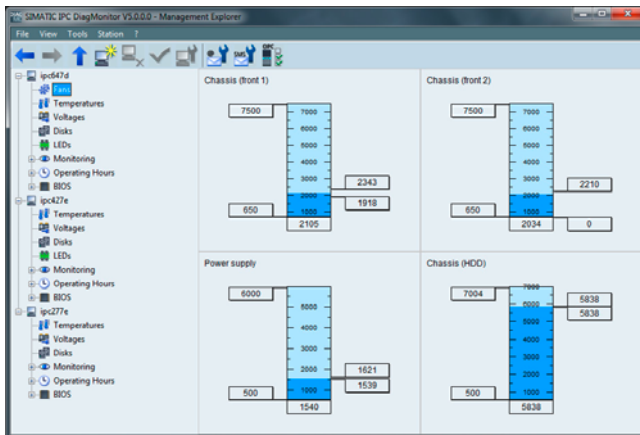 SIMATIC IPC DiagMonitor V5.0.0.0 - Management Explorer
File View Tools Station ?
SMS OPC
ipc647d
Fans
Temperatures
Voltages
Disks
LEDs
Monitoring
Operating Hours
BIOS
ipc427e
Temperatures
Voltages
Disks
LEDs
Monitoring
Operating Hours
BIOS
ipc277e
Temperatures
Voltages
Disks
Monitoring
Operating Hours
BIOS
Chassis (front 1)
7500
7000
6000
5000
4000
3000
2000
1000
650
2343
1918
2105
Chassis (front 2)
7500
7000
6000
5000
4000
3000
2000
1000
650
2210
0
2034
Power supply
6000
5000
4000
3000
2000
1000
500
1621
1539
1540
Chassis (HDD)
7004
7000
6000
5000
4000
3000
2000
1000
500
5838
5838
5838